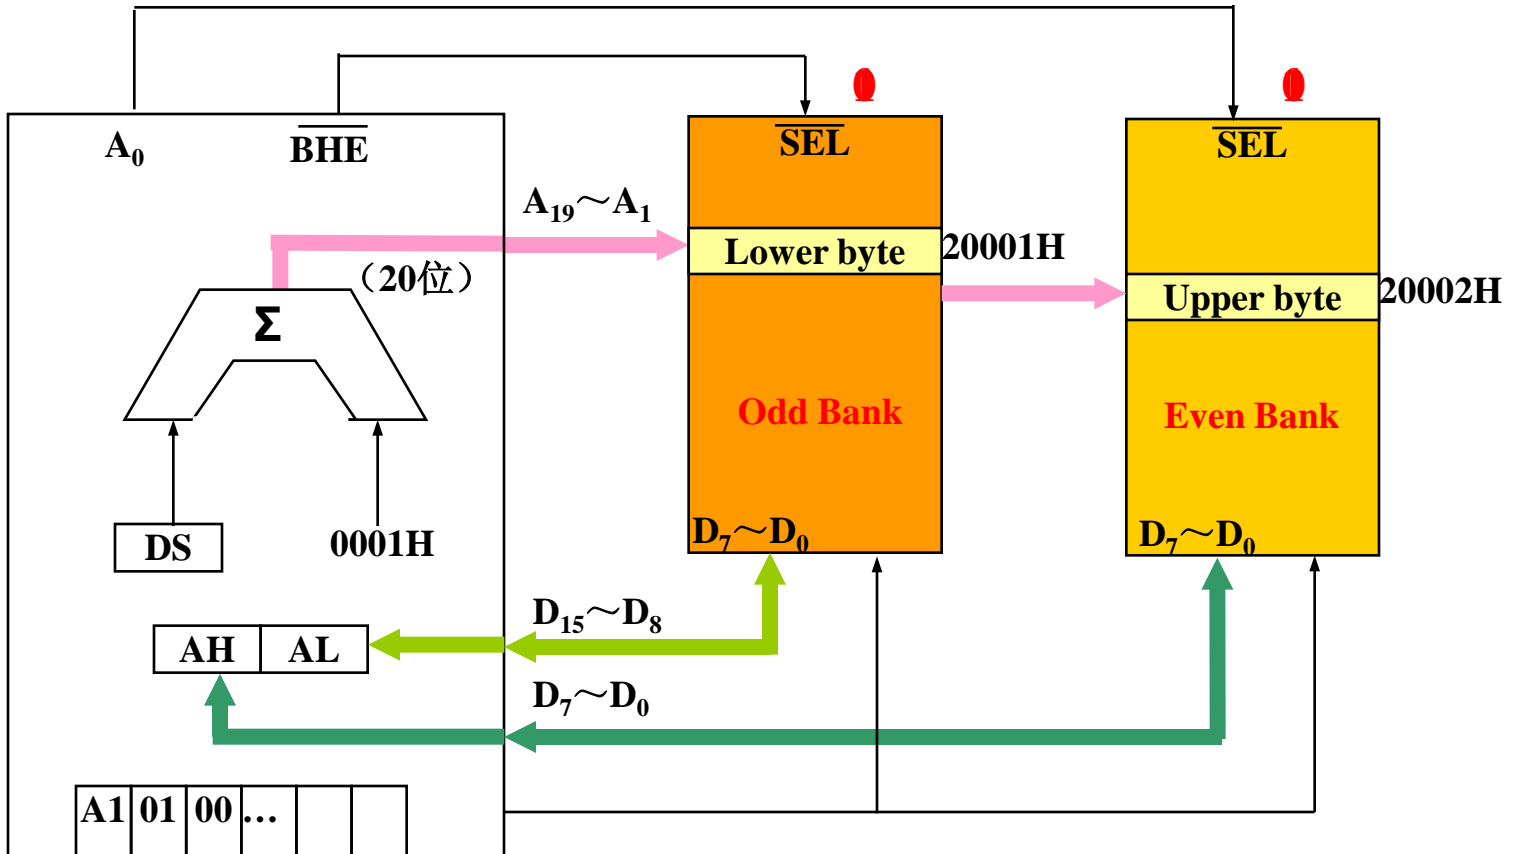 A₀
BHE
SEL
SEL
A₁₉～A₁
Lower byte
20001H
（20位）
Upper byte
20002H
Σ
Odd Bank
Even Bank
D₇～D₀
D₇～D₀
DS
0001H
D₁₅～D₈
AH AL
D₇～D₀
A1 01 00 …